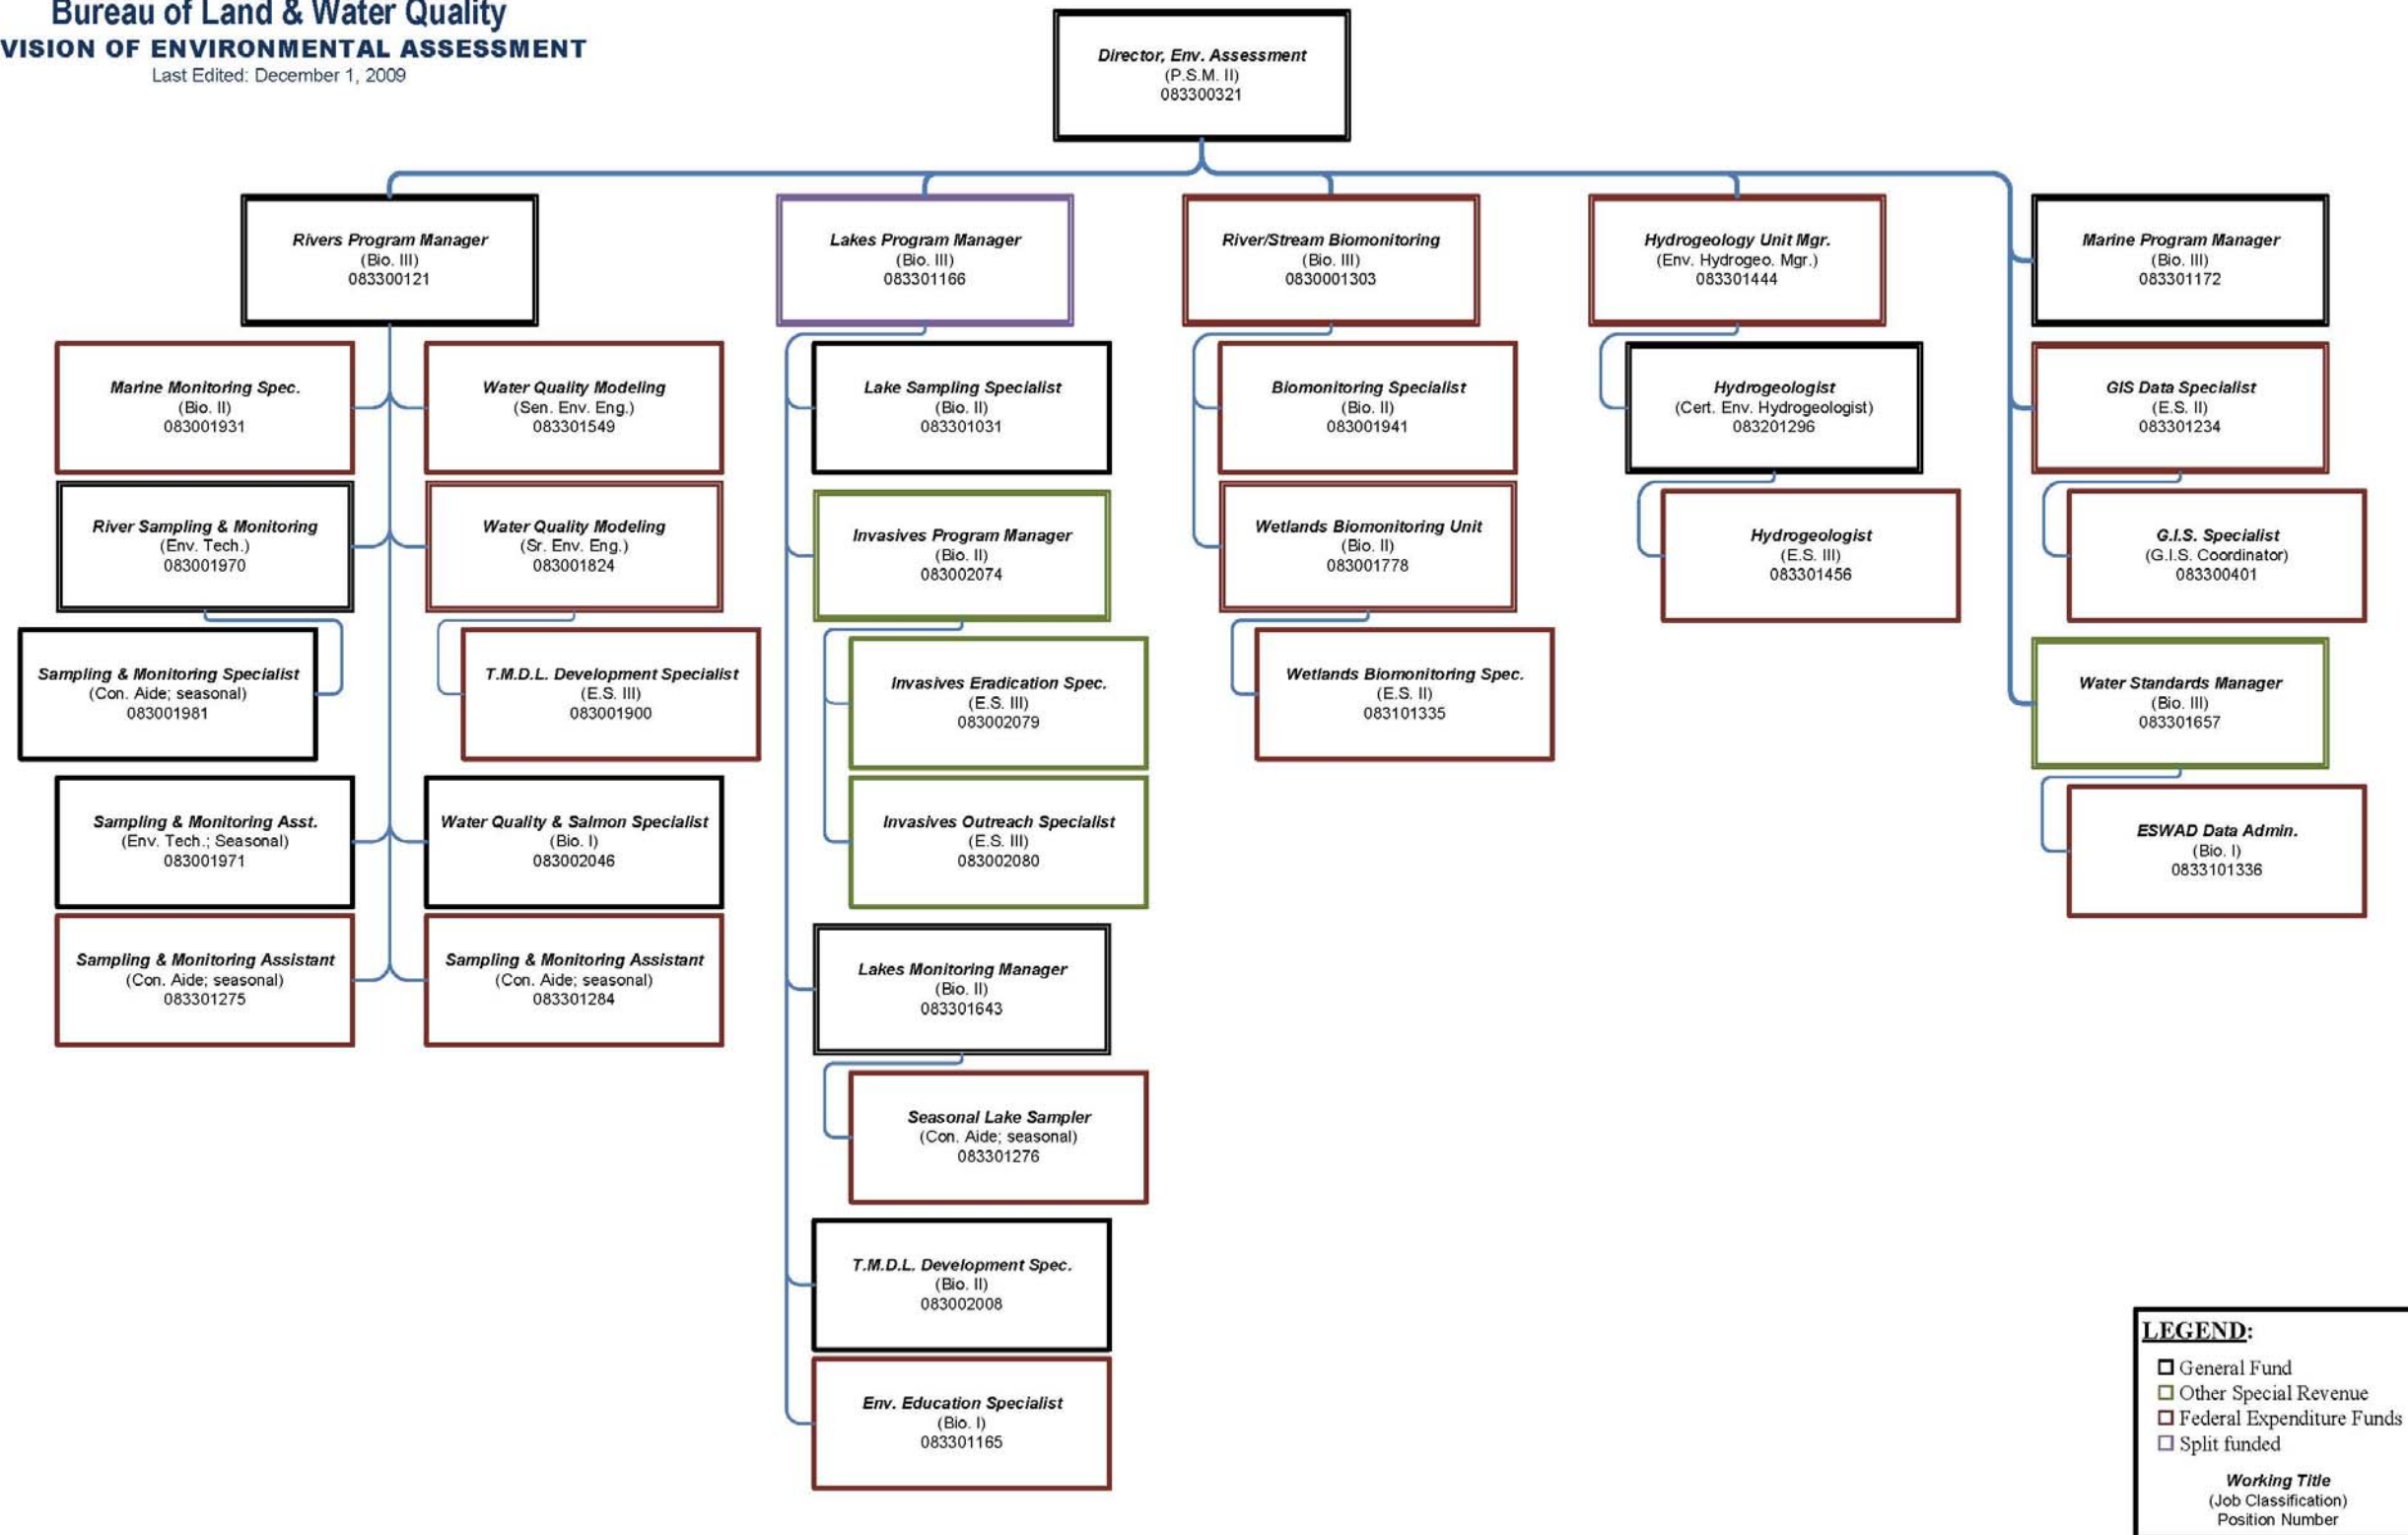 Bureau of Land & Water Quality
VISION OF ENVIRONMENTAL ASSESSMENT
Last Edited: December 1, 2009
Director, Env. Assessment
(P.S.M. II)
083300321
Rivers Program Manager
(Bio. III)
083300121
Marine Monitoring Spec.
(Bio. II)
083001931
Water Quality Modeling
(Sen. Env. Eng.)
083301549
River Sampling & Monitoring
(Env. Tech.)
083001970
Water Quality Modeling
(Sr. Env. Eng.)
083001824
Sampling & Monitoring Specialist
(Con. Aide; seasonal)
083001981
T.M.D.L. Development Specialist
(E.S. III)
083001900
Sampling & Monitoring Asst.
(Env. Tech.; Seasonal)
083001971
Water Quality & Salmon Specialist
(Bio. I)
083002046
Sampling & Monitoring Assistant
(Con. Aide; seasonal)
083301275
Sampling & Monitoring Assistant
(Con. Aide; seasonal)
083301284
Lakes Program Manager
(Bio. III)
083301166
Lake Sampling Specialist
(Bio. II)
083301031
Invasives Program Manager
(Bio. II)
083002074
Invasives Eradication Spec.
(E.S. III)
083002079
Invasives Outreach Specialist
(E.S. III)
083002080
Lakes Monitoring Manager
(Bio. II)
083301643
Seasonal Lake Sampler
(Con. Aide; seasonal)
083301276
T.M.D.L. Development Spec.
(Bio. II)
083002008
Env. Education Specialist
(Bio. I)
083301165
River/Stream Biomonitoring
(Bio. III)
0830001303
Biomonitoring Specialist
(Bio. II)
083001941
Wetlands Biomonitoring Unit
(Bio. II)
083001778
Wetlands Biomonitoring Spec.
(E.S. II)
083101335
Hydrogeology Unit Mgr.
(Env. Hydrogeo. Mgr.)
083301444
Hydrogeologist
(Cert. Env. Hydrogeologist)
083201296
Hydrogeologist
(E.S. III)
083301456
Marine Program Manager
(Bio. III)
083301172
GIS Data Specialist
(E.S. II)
083301234
G.I.S. Specialist
(G.I.S. Coordinator)
083300401
Water Standards Manager
(Bio. III)
083301657
ESWAD Data Admin.
(Bio. I)
0833101336
LEGEND:
General Fund
Other Special Revenue
Federal Expenditure Funds
Split funded
Working Title
(Job Classification)
Position Number